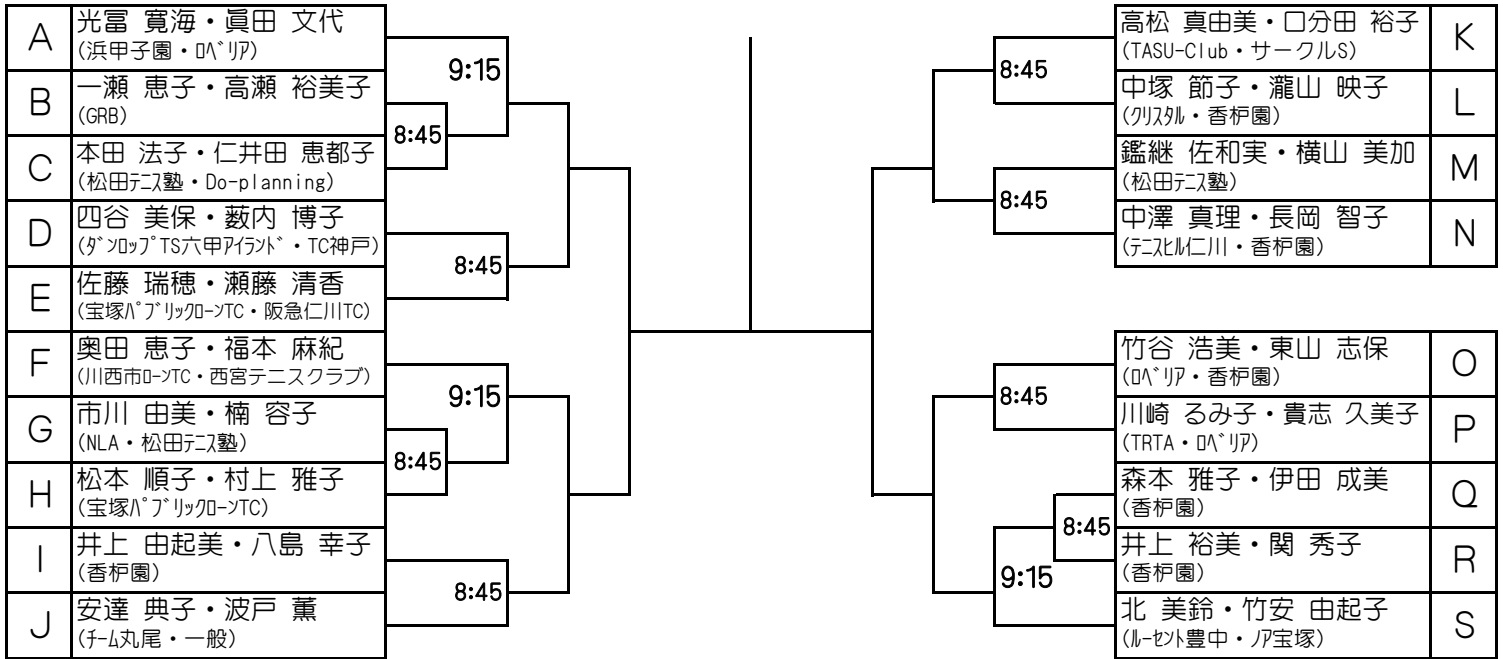 A
光冨 寛海・眞田 文代
(浜甲子園・ﾛﾍﾞﾘｱ)
9:15
B
一瀬 恵子・高瀬 裕美子
(GRB)
8:45
C
本田 法子・仁井田 恵都子
(松田ﾃﾆｽ塾・Do-planning)
D
四谷 美保・薮内 博子
(ﾀﾞﾝﾛｯﾌﾟTS六甲ｱｲﾗﾝﾄﾞ・TC神戸)
8:45
E
佐藤 瑞穂・瀬藤 清香
(宝塚ﾊﾟﾌﾞﾘｯｸﾛｰﾝTC・阪急仁川TC)
F
奥田 恵子・福本 麻紀
(川西市ﾛｰﾝTC・西宮テニスクラブ)
9:15
G
市川 由美・楠 容子
(NLA・松田ﾃﾆｽ塾)
8:45
H
松本 順子・村上 雅子
(宝塚ﾊﾟﾌﾞﾘｯｸﾛｰﾝTC)
I
井上 由起美・八島 幸子
(香枦園)
8:45
J
安達 典子・波戸 薫
(ﾁｰﾑ丸尾・一般)
高松 真由美・口分田 裕子
(TASU-Club・サークルS)
K
8:45
中塚 節子・瀧山 映子
(ｸﾘｽﾀﾙ・香枦園)
L
鑑継 佐和実・横山 美加
(松田ﾃﾆｽ塾)
M
8:45
中澤 真理・長岡 智子
(ﾃﾆｽﾋﾙ仁川・香枦園)
N
竹谷 浩美・東山 志保
(ﾛﾍﾞﾘｱ・香枦園)
O
8:45
川崎 るみ子・貴志 久美子
(TRTA・ﾛﾍﾞﾘｱ)
P
森本 雅子・伊田 成美
(香枦園)
Q
8:45
井上 裕美・関 秀子
(香枦園)
R
9:15
北 美鈴・竹安 由起子
(ﾙｰｾﾝﾄ豊中・ﾉｱ宝塚)
S